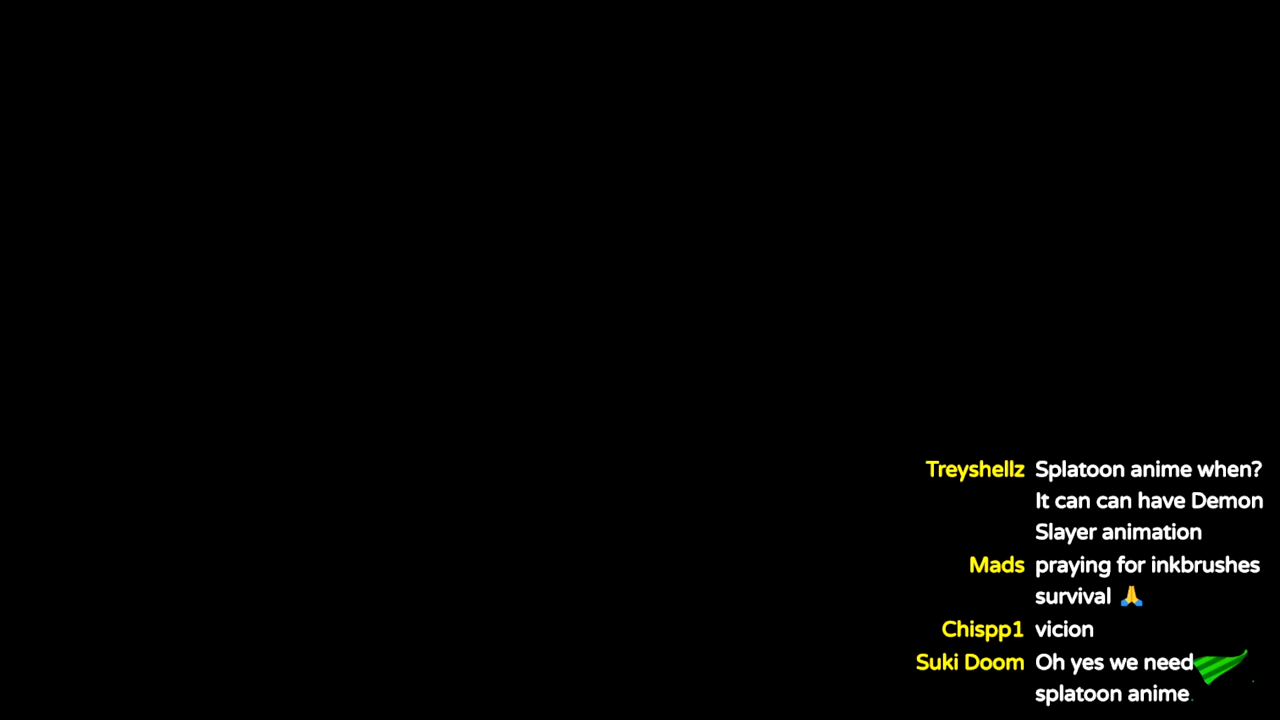 Treyshellz Splatoon anime when?
It can can have Demon
Slayer animation
Mads praying for inkbrushes
survival 🙏
Chispp1 vicion
Suki Doom Oh yes we need
splatoon anime